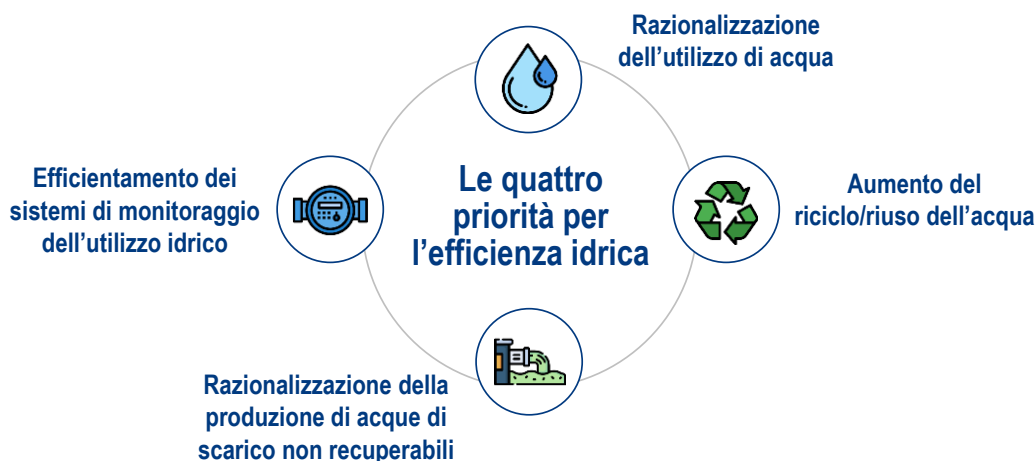 Razionalizzazione
dell'utilizzo di acqua
Efficientamento dei
sistemi di monitoraggio
dell'utilizzo idrico
Le quattro
priorità per
l'efficienza idrica
Aumento del
riciclo/riuso dell'acqua
Razionalizzazione della
produzione di acque di
scarico non recuperabili